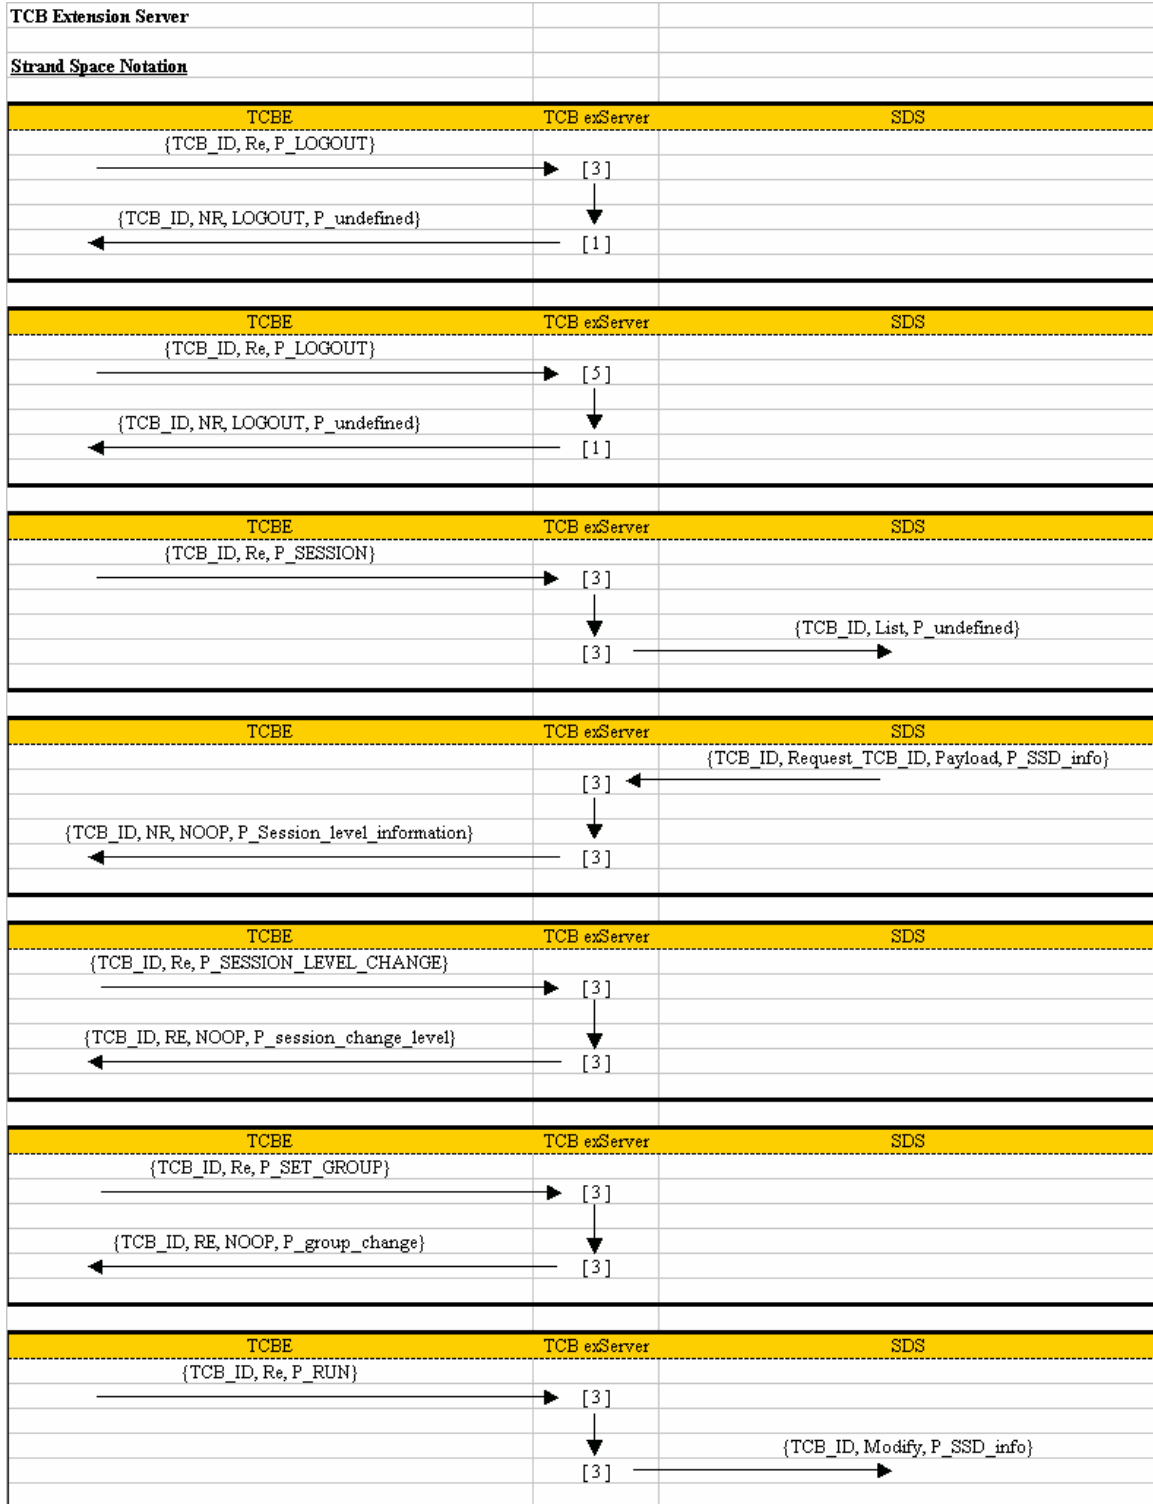 TCB Extension Server
Strand Space Notation
TCBE TCB exServer SDS
{TCB_ID, Re, P_LOGOUT}
[3]
{TCB_ID, NR, LOGOUT, P_undefined}
[1]
TCBE TCB exServer SDS
{TCB_ID, Re, P_LOGOUT}
[5]
{TCB_ID, NR, LOGOUT, P_undefined}
[1]
TCBE TCB exServer SDS
{TCB_ID, Re, P_SESSION}
[3]
{TCB_ID, List, P_undefined}
[3]
TCBE TCB exServer SDS
{TCB_ID, Request_TCB_ID, Payload, P_SSD_info}
[3]
{TCB_ID, NR, NOOP, P_Session_level_information}
[3]
TCBE TCB exServer SDS
{TCB_ID, Re, P_SESSION_LEVEL_CHANGE}
[3]
{TCB_ID, RE, NOOP, P_session_change_level}
[3]
TCBE TCB exServer SDS
{TCB_ID, Re, P_SET_GROUP}
[3]
{TCB_ID, RE, NOOP, P_group_change}
[3]
TCBE TCB exServer SDS
{TCB_ID, Re, P_RUN}
[3]
{TCB_ID, Modify, P_SSD_info}
[3]